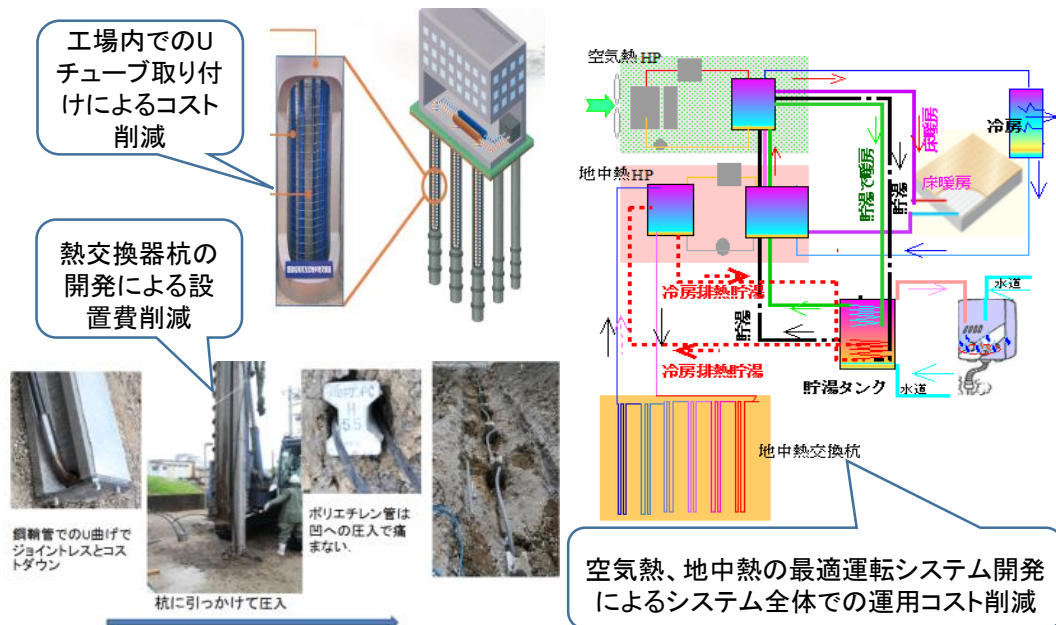 工場内でのU
チューブ取り付
けによるコスト
削減
熱交換器杭の
開発による設
置費削減
鋼鞘管でのU曲げで
ジョイントレスとコス
トダウン
杭に引っかけて圧入
H
5.5
ポリエチレン管は
凹への圧入で痛
まない.
空気熱HP
地中熱HP
冷房
床暖房
床暖房
貯湯で暖房
貯湯
貯湯
冷房排熱貯湯
冷房排熱貯湯
貯湯タンク
水道
水道
地中熱交換杭
空気熱、地中熱の最適運転システム開発
によるシステム全体での運用コスト削減